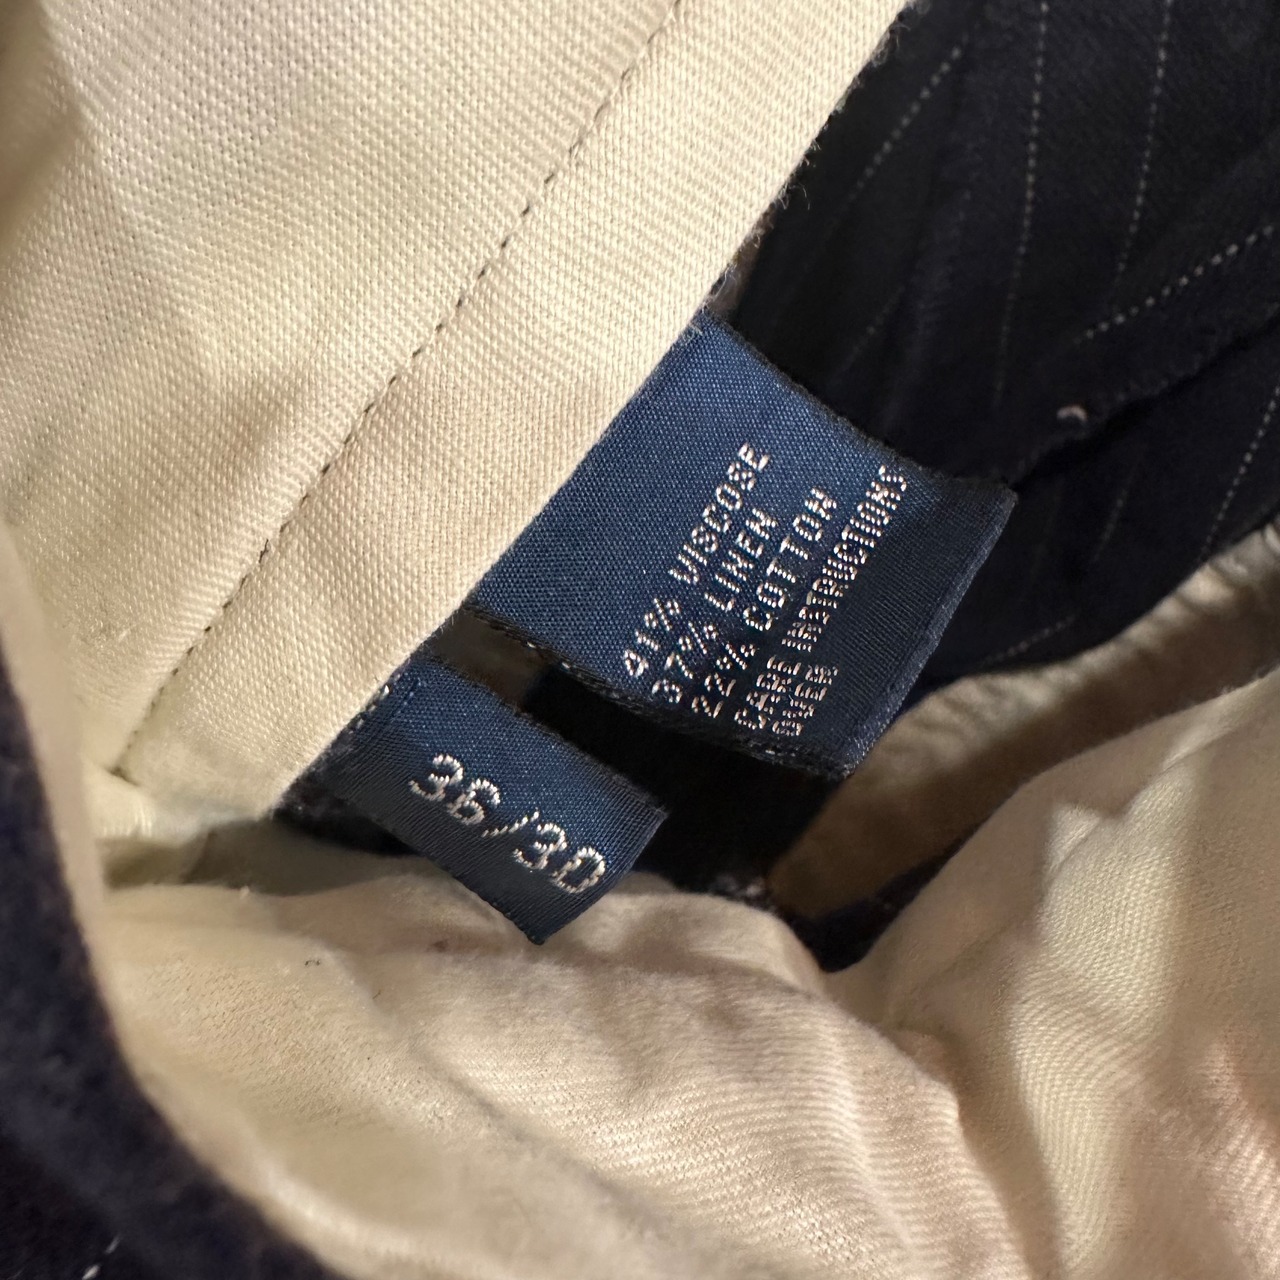 41% VISCOSE
37% LINEN
22% COTTON
CARE INSTRUCTIONS
OVER
36/30